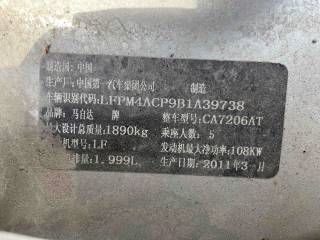 制造国：中国
生产厂：中国第一汽车集团公司 制造
车辆识别代码：LFPM4ACP9B1A39738
品牌：马自达 牌 整车型号：CA7206AT
最大设计总质量：1890kg 乘座人数：5
机型号：LF 发动机最大净功率：108KW
排量：1.999L 生产日期：2011年3月